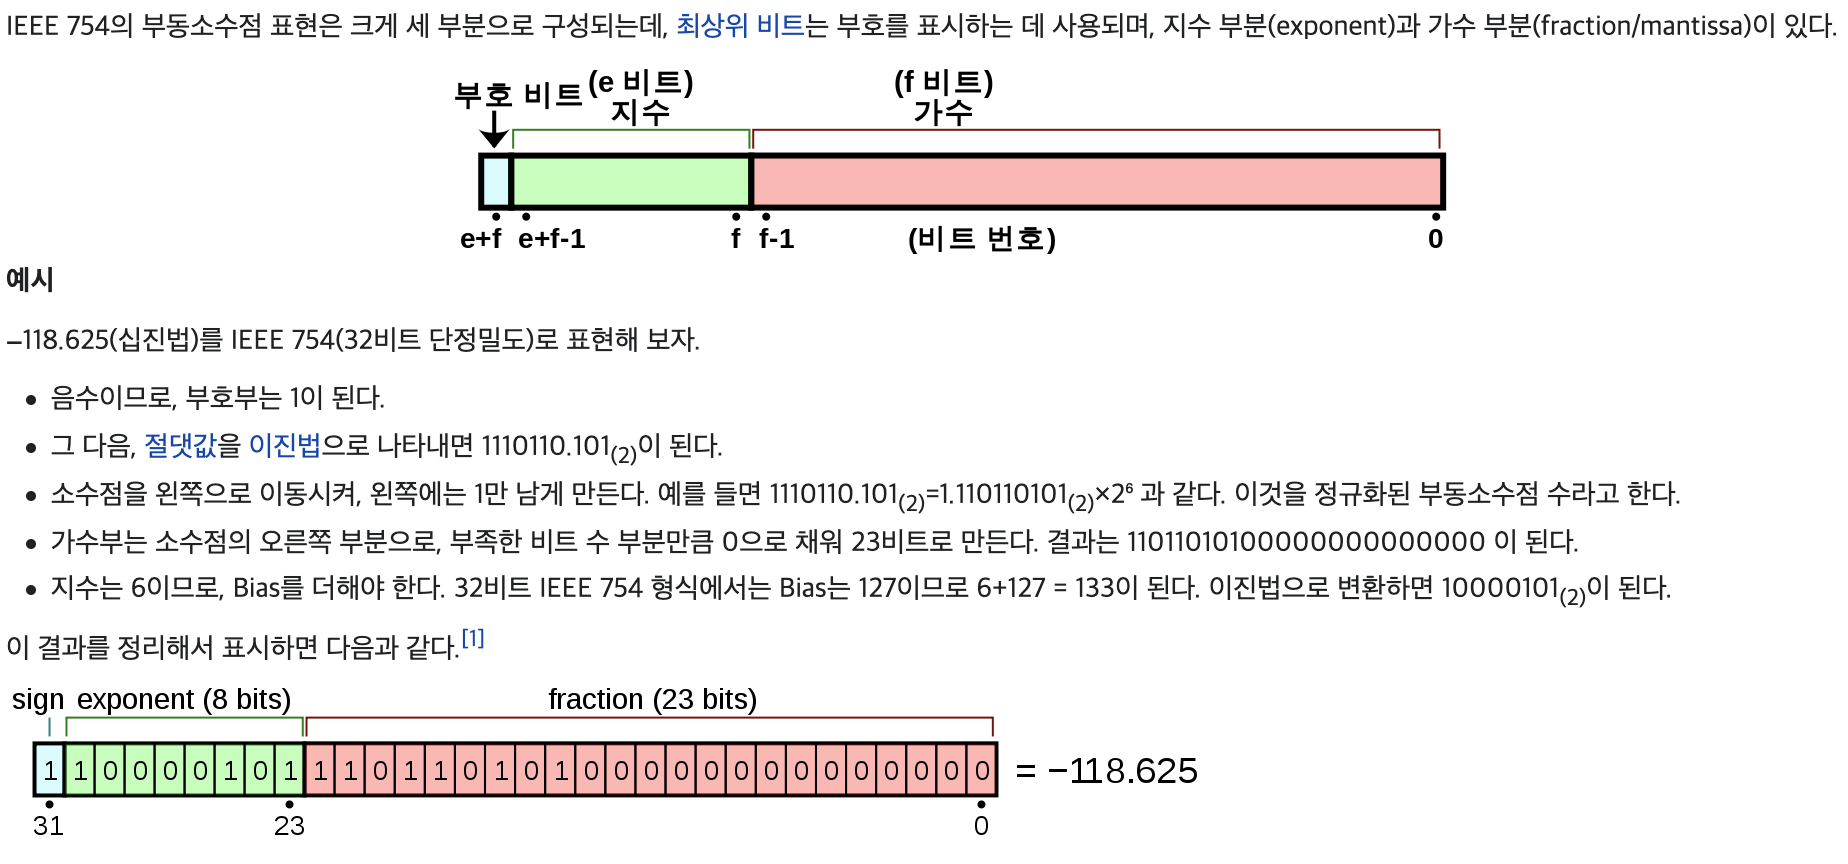 IEEE 754의 부동소수점 표현은 크게 세 부분으로 구성되는데, 최상위 비트는 부호를 표시하는 데 사용되며, 지수 부분(exponent)과 가수 부분(fraction/mantissa)이 있다.
부호 비트 (e 비트) 지수 (f 비트) 가수
e+f e+f-1 f f-1 (비트 번호) 0
예시
–118.625(십진법)를 IEEE 754(32비트 단정밀도)로 표현해 보자.
• 음수이므로, 부호부는 1이 된다.
• 그 다음, 절댓값을 이진법으로 나타내면 1110110.101(2)이 된다.
• 소수점을 왼쪽으로 이동시켜, 왼쪽에는 1만 남게 만든다. 예를 들면 1110110.101(2)=1.110110101(2)×2⁶ 과 같다. 이것을 정규화된 부동소수점 수라고 한다.
• 가수부는 소수점의 오른쪽 부분으로, 부족한 비트 수 부분만큼 0으로 채워 23비트로 만든다. 결과는 11011010100000000000000 이 된다.
• 지수는 6이므로, Bias를 더해야 한다. 32비트 IEEE 754 형식에서는 Bias는 127이므로 6+127 = 133이 된다. 이진법으로 변환하면 10000101(2)이 된다.
이 결과를 정리해서 표시하면 다음과 같다.[1]
sign exponent (8 bits) fraction (23 bits)
1 1 0 0 0 0 1 0 1 1 1 0 1 1 0 1 0 1 0 0 0 0 0 0 0 0 0 0 0 0 0 0 = −118.625
31 23 0